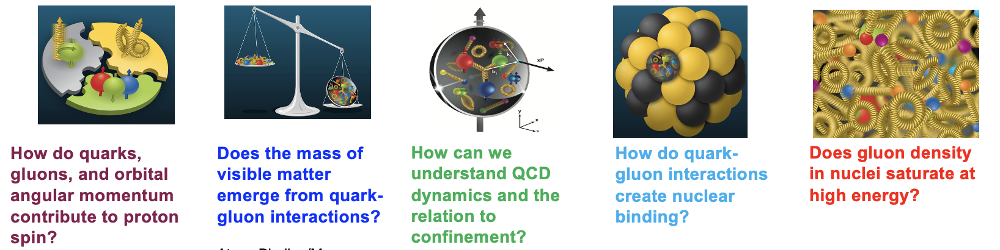 k⊥
xP
b⊥
y
x
z
How do quarks,
gluons, and orbital
angular momentum
contribute to proton
spin?
Does the mass of
visible matter
emerge from quark-
gluon interactions?
How can we
understand QCD
dynamics and the
relation to
confinement?
How do quark-
gluon interactions
create nuclear
binding?
Does gluon density
in nuclei saturate at
high energy?